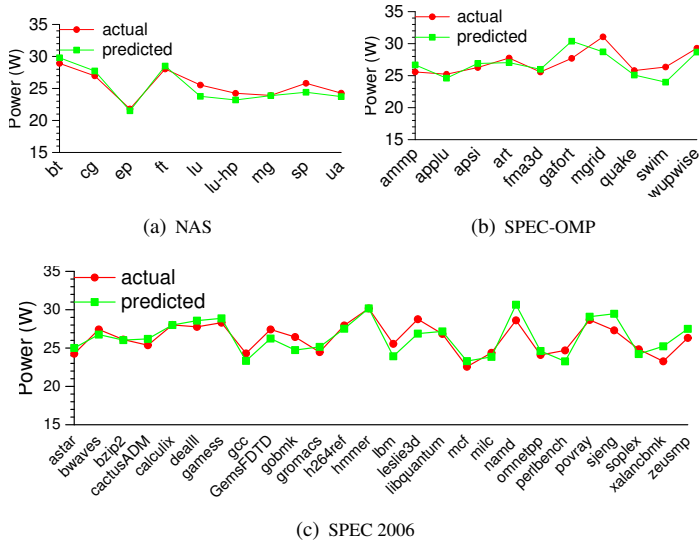 35
30
25
20
15
Power (W)
actual
predicted
bt
cg
ep
ft
lu
lu-hp
mg
sp
ua
(a) NAS
35
30
25
20
15
Power (W)
actual
predicted
ammp
applu
apsi
art
fma3d
gafort
mgrid
quake
swim
wupwise
(b) SPEC-OMP
35
30
25
20
15
Power (W)
actual
predicted
astar
bwaves
bzip2
cactusADM
calculix
dealII
gamess
gcc
GemsFDTD
gobmk
gromacs
h264ref
hmmer
lbm
leslie3d
libquantum
mcf
milc
namd
omnetpp
perlbench
povray
sjeng
soplex
xalancbmk
zeusmp
(c) SPEC 2006